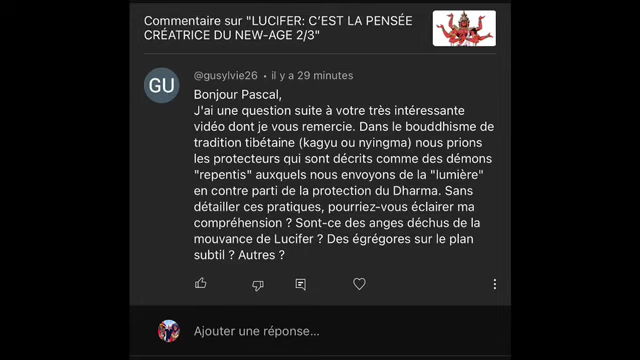 Commentaire sur "LUCIFER: C’EST LA PENSÉE
CRÉATRICE DU NEW-AGE 2/3"
GU
@gusylvie26 • il y a 29 minutes
Bonjour Pascal,
J'ai une question suite à votre très intéressante
vidéo dont je vous remercie. Dans le bouddhisme de
tradition tibétaine (kagyu ou nyingma) nous prions
les protecteurs qui sont décrits comme des démons
"repentis" auxquels nous envoyons de la "lumière"
en contre parti de la protection du Dharma. Sans
détailler ces pratiques, pourriez-vous éclairer ma
compréhension ? Sont-ce des anges déchus de la
mouvance de Lucifer ? Des égrégores sur le plan
subtil ? Autres ?
Ajouter une réponse...